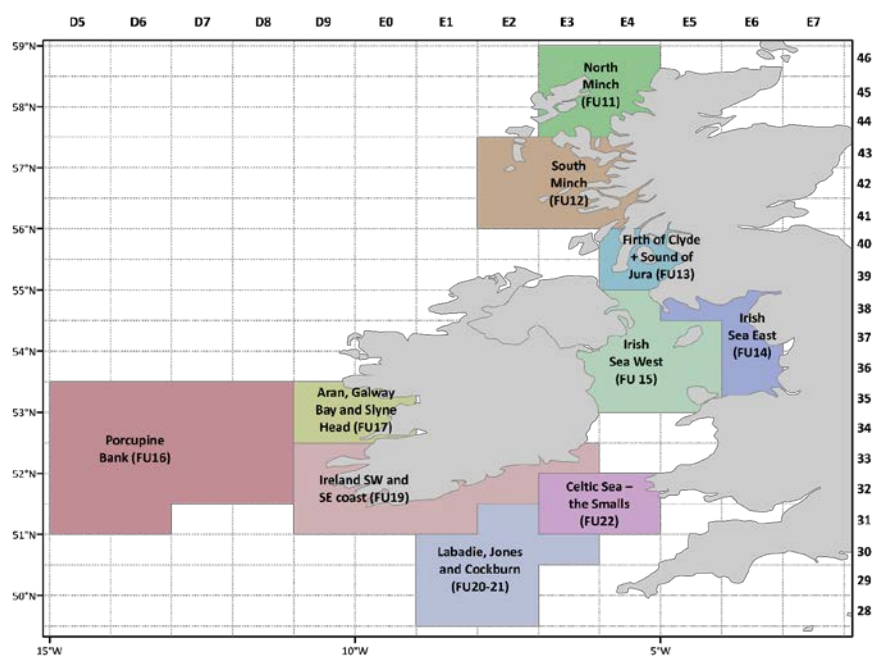 D5 D6 D7 D8 D9 E0 E1 E2 E3 E4 E5 E6 E7
59°N
46
North
Minch
(FU11)
45
58°N
44
57°N
43
South
Minch
(FU12)
42
56°N
41
40
Firth of Clyde
+ Sound of
Jura (FU13)
39
55°N
38
Irish
Sea East
(FU14)
37
Irish
Sea West
(FU 15)
54°N
36
Aran, Galway
Bay and Slyne
Head (FU17)
35
53°N
34
Porcupine
Bank (FU16)
33
52°N
Ireland SW and
SE coast (FU19)
32
Celtic Sea –
the Smalls
(FU22)
31
51°N
30
Labadie, Jones
and Cockburn
(FU20-21)
29
50°N
28
15°W 10°W 5°W